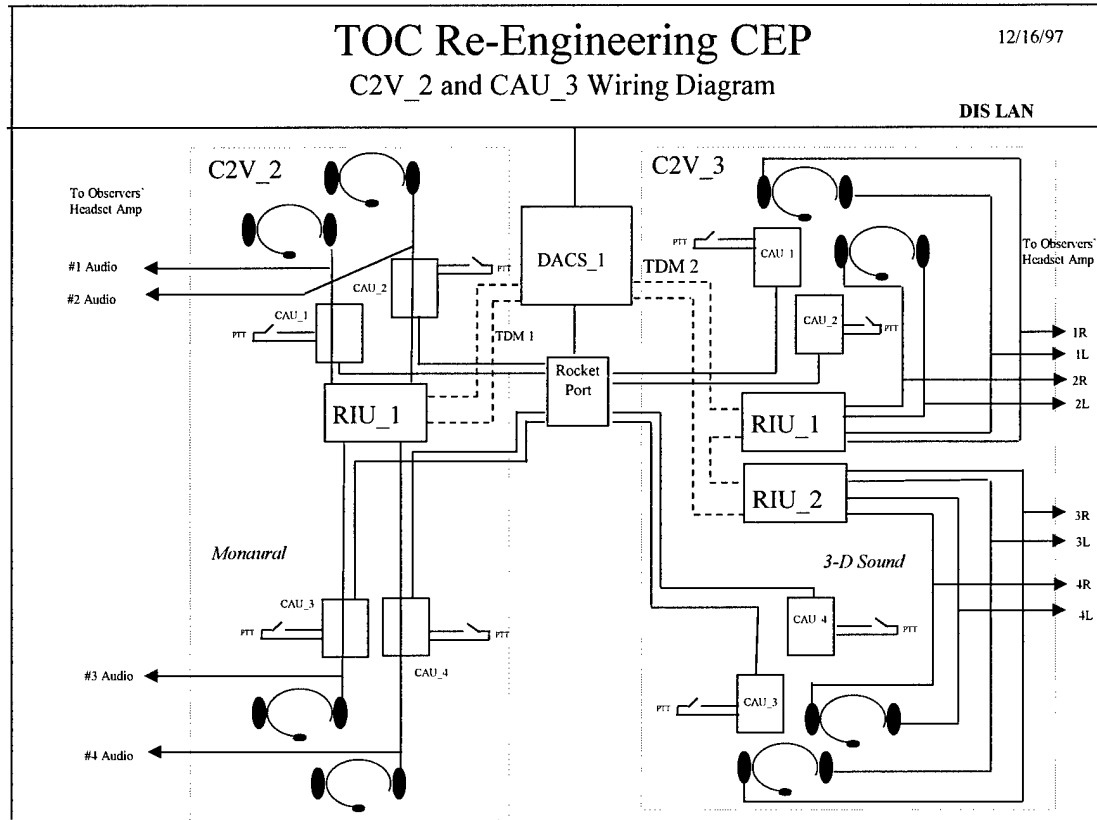 TOC Re-Engineering CEP
12/16/97
C2V_2 and CAU_3 Wiring Diagram
DIS LAN
C2V_2
C2V_3
To Observers`
Headset Amp
To Observers`
Headset Amp
#1 Audio
#2 Audio
CAU_1
CAU_2
PTT
PTT
DACS_1
TDM 1
TDM 2
Rocket
Port
RIU_1
PTT
CAU_1
CAU_2
PTT
1R
1L
2R
2L
RIU_1
RIU_2
3R
3L
4R
4L
Monaural
3-D Sound
CAU_3
PTT
CAU_4
PTT
#3 Audio
#4 Audio
CAU_4
PTT
CAU_3
PTT